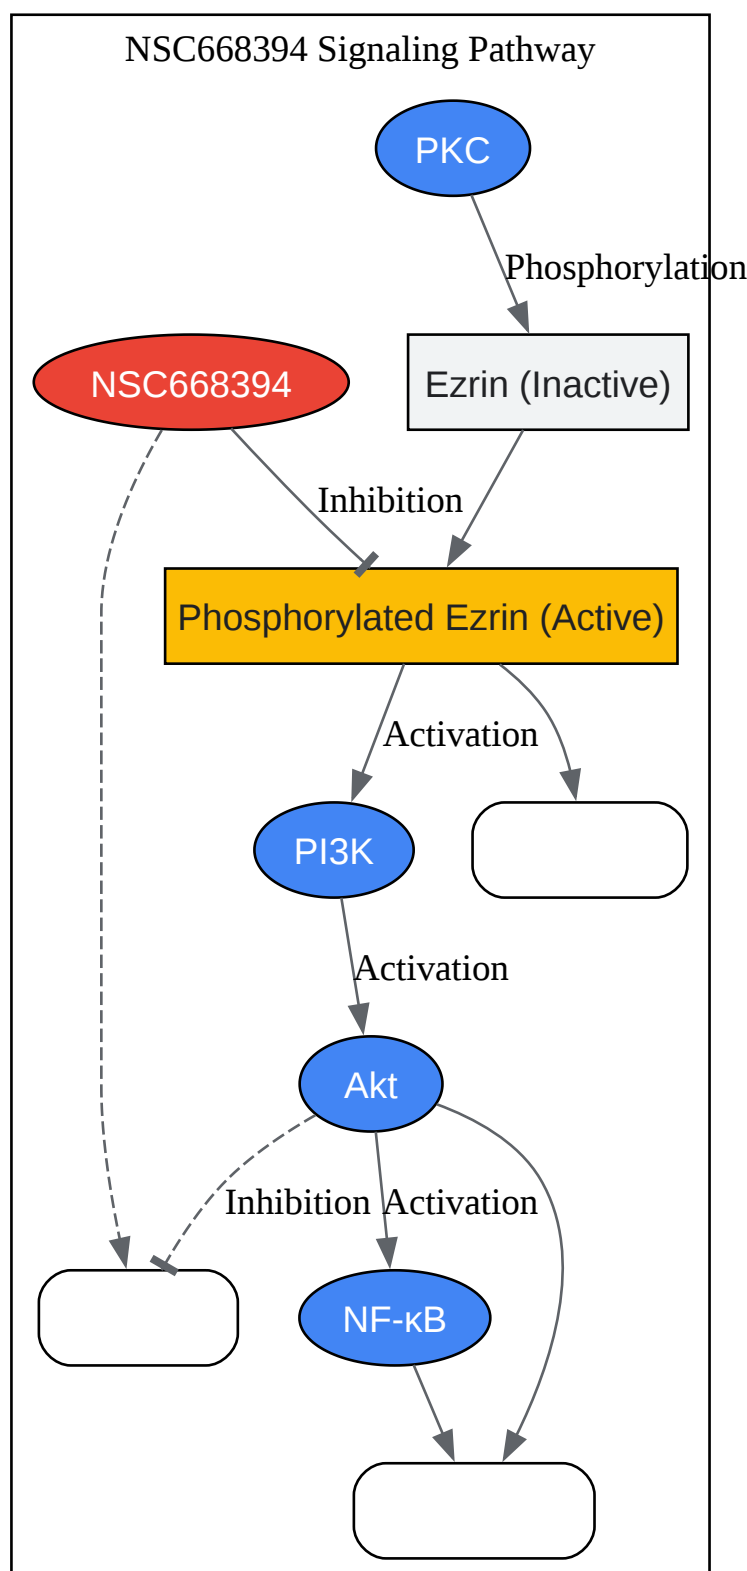 NSC668394 Signaling Pathway
PKC
Phosphorylation
NSC668394
Ezrin (Inactive)
Inhibition
Phosphorylated Ezrin (Active)
Activation
PI3K
Activation
Akt
Inhibition
Activation
NF-κB